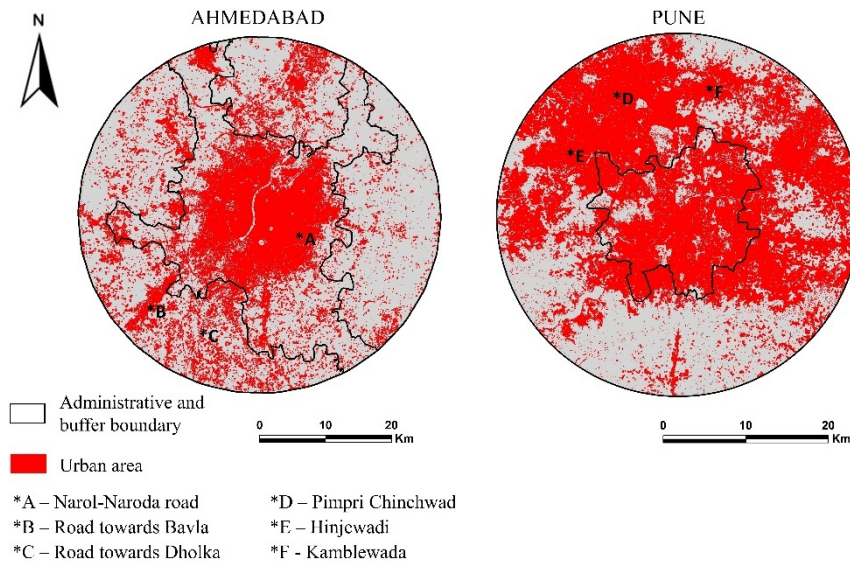 AHMEDABAD
PUNE
N
*D
*F
*E
*A
*B
*C
Administrative and
buffer boundary
0 10 20
Km
0 10 20
Km
Urban area
*A – Narol-Naroda road
*D – Pimpri Chinchwad
*B – Road towards Bavla
*E – Hinjewadi
*C – Road towards Dholka
*F - Kamblewada